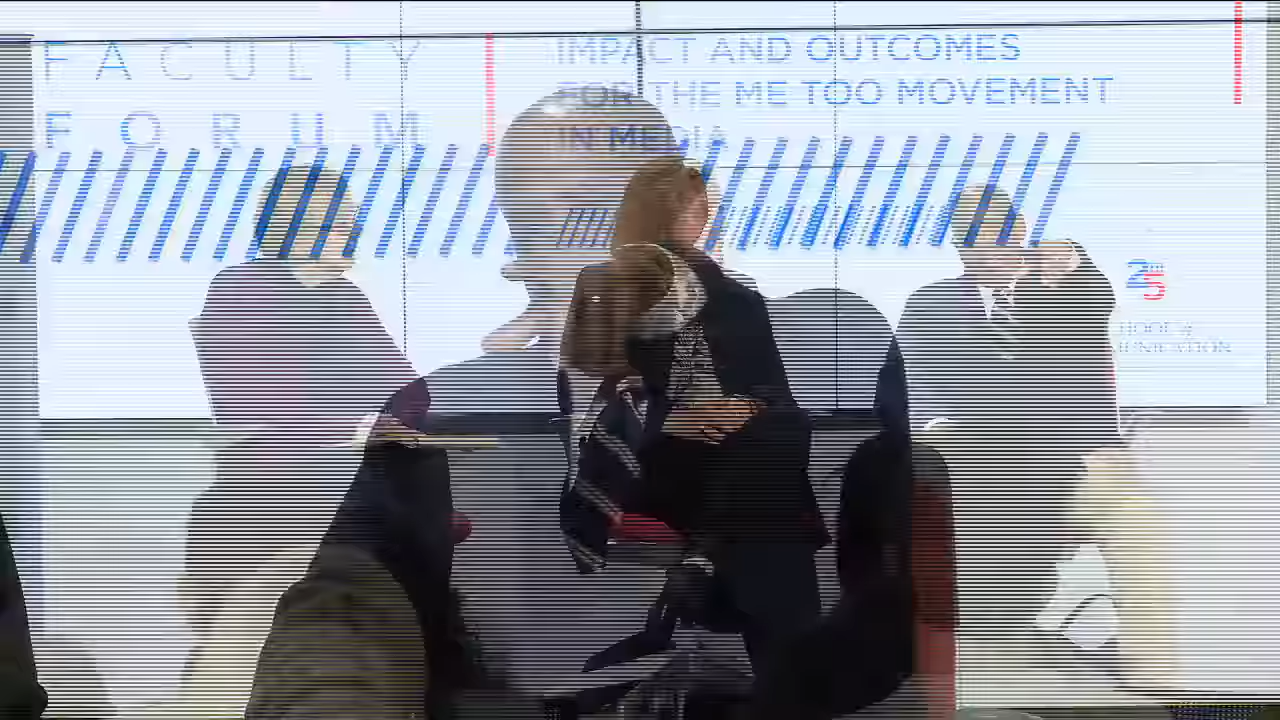 FACULTY
FORUM
IMPACT AND OUTCOMES
FOR THE ME TOO MOVEMENT
IN MEDIA
25